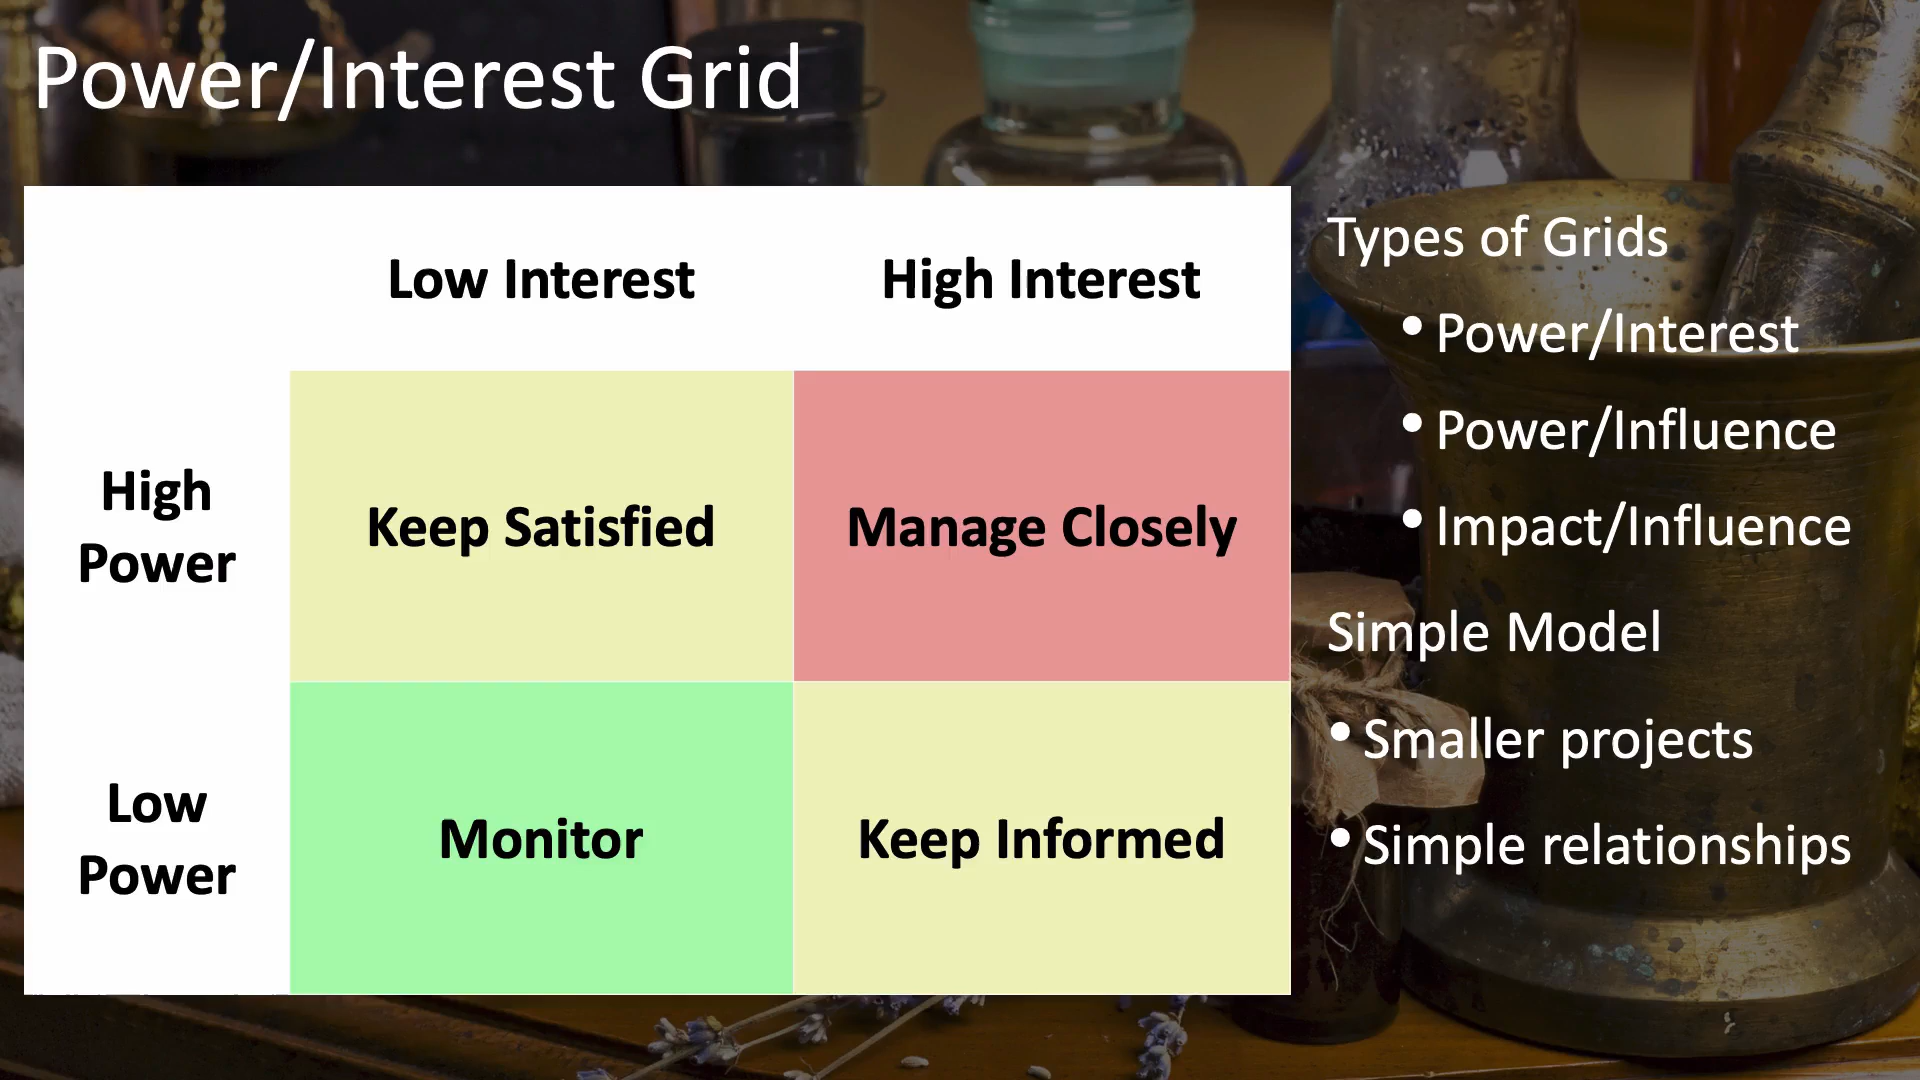 Power/Interest Grid
Low Interest
High Interest
High
Power
Keep Satisfied
Manage Closely
Low
Power
Monitor
Keep Informed
Types of Grids
• Power/Interest
• Power/Influence
• Impact/Influence
Simple Model
• Smaller projects
• Simple relationships